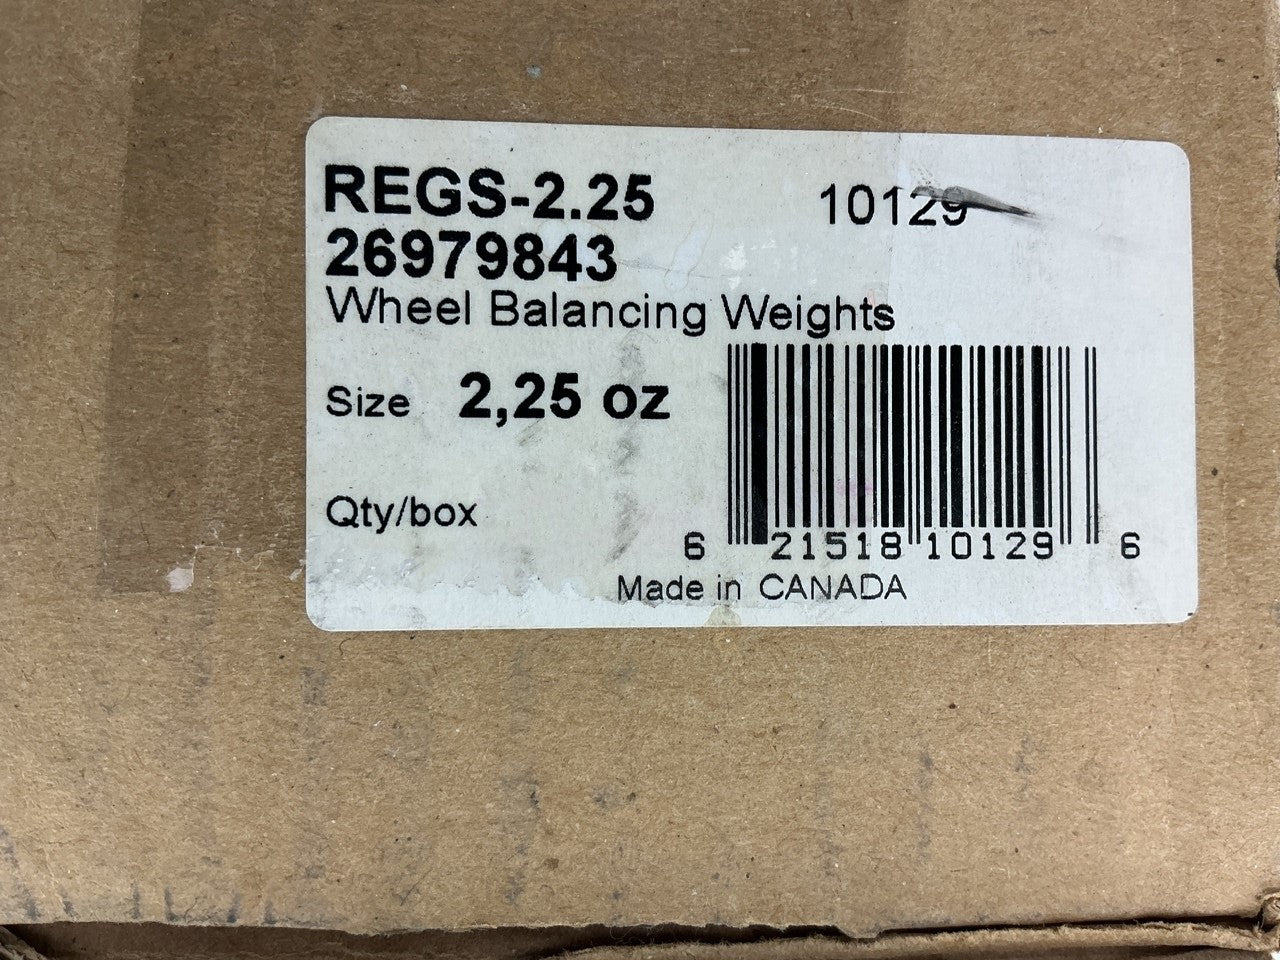 REGS-2.25 10129
26979843
Wheel Balancing Weights
Size 2,25 oz
Qty/box
6 21518 10129 6
Made in CANADA